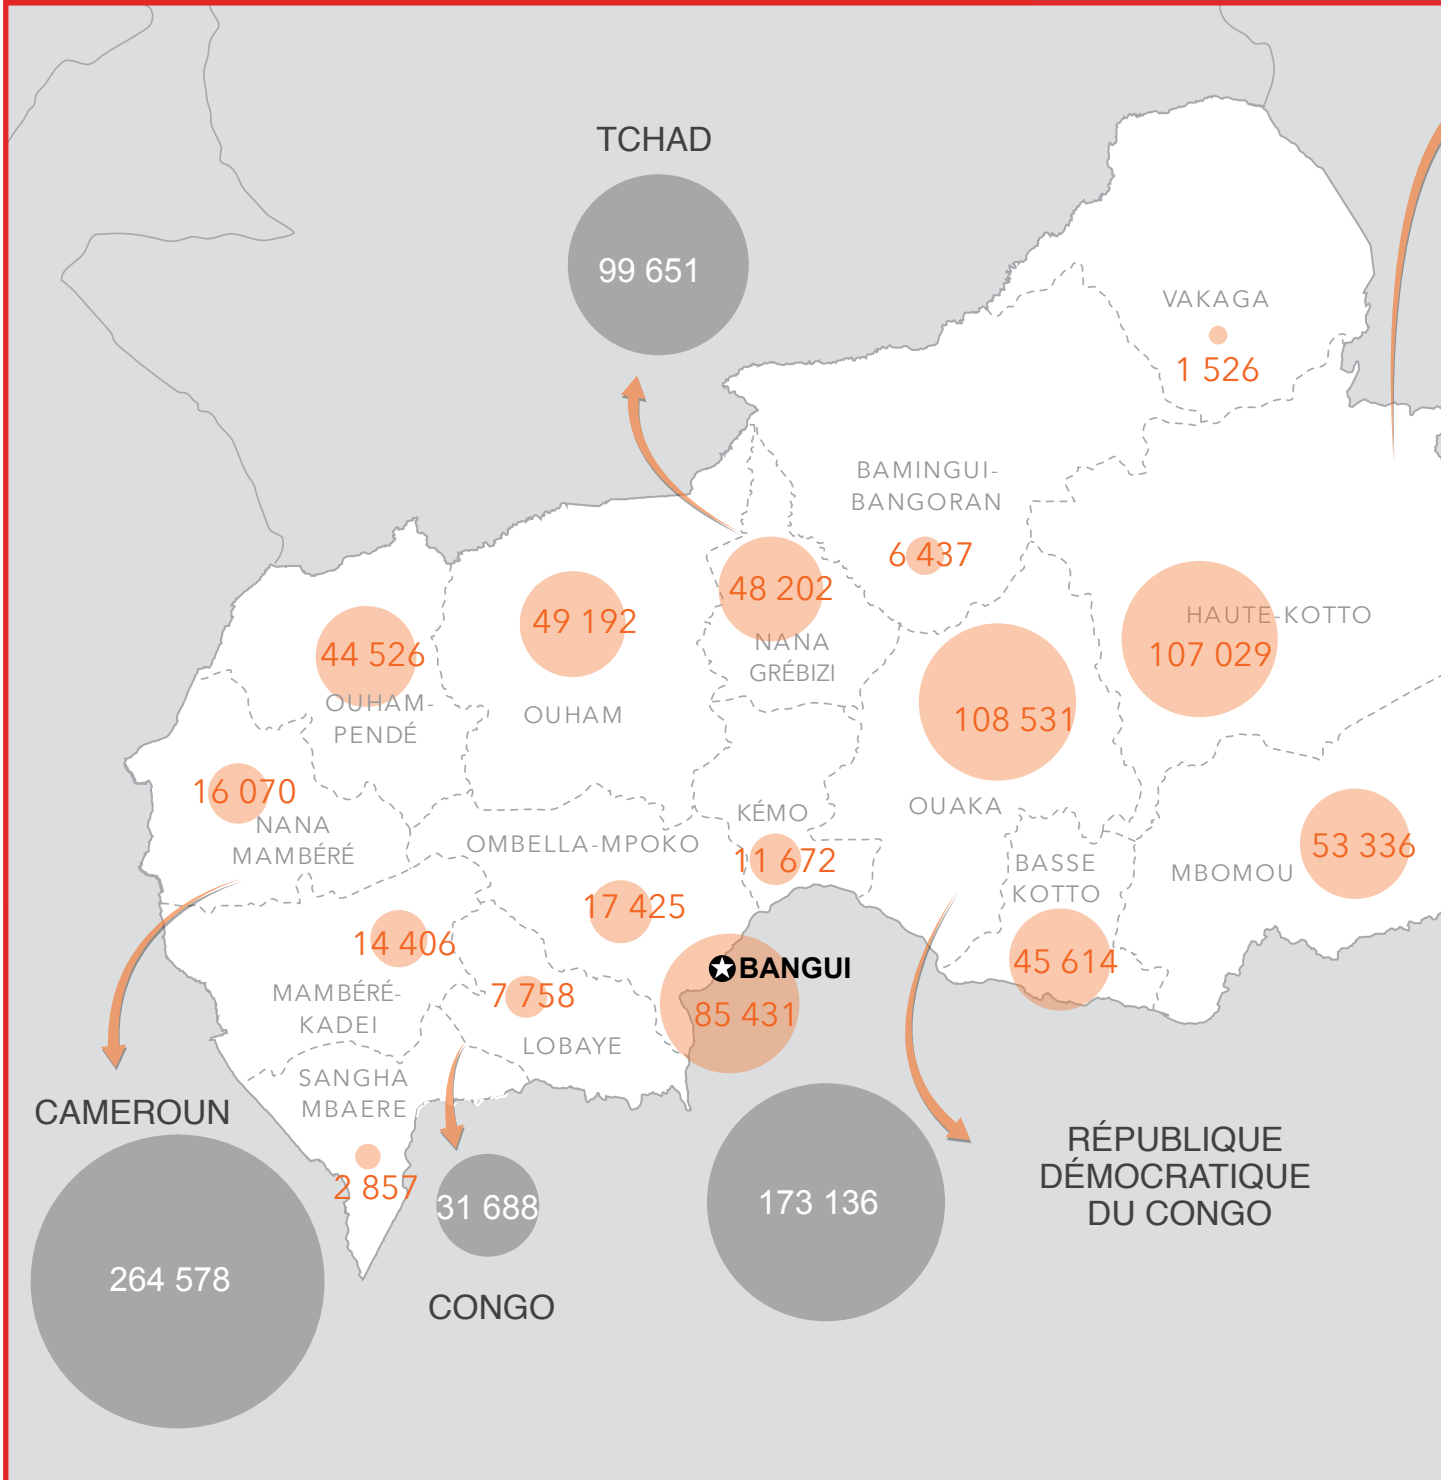 TCHAD
99 651
VAKAGA
1 526
BAMINGUI-
BANGORAN
6 437
48 202
NANA
GRÉBIZI
HAUTE-KOTTO
107 029
49 192
OUHAM
44 526
OUHAM-
PENDÉ
108 531
OUAKA
16 070
NANA
MAMBÉRÉ
KÉMO
11 672
OMBELLA-MPOKO
17 425
BASSE
KOTTO
45 614
MBOMOU
53 336
14 406
MAMBÉRÉ-
KADEI
7 758
LOBAYE
BANGUI
85 431
SANGHA
MBAERE
2 857
CAMEROUN
264 578
31 688
CONGO
173 136
RÉPUBLIQUE
DÉMOCRATIQUE
DU CONGO